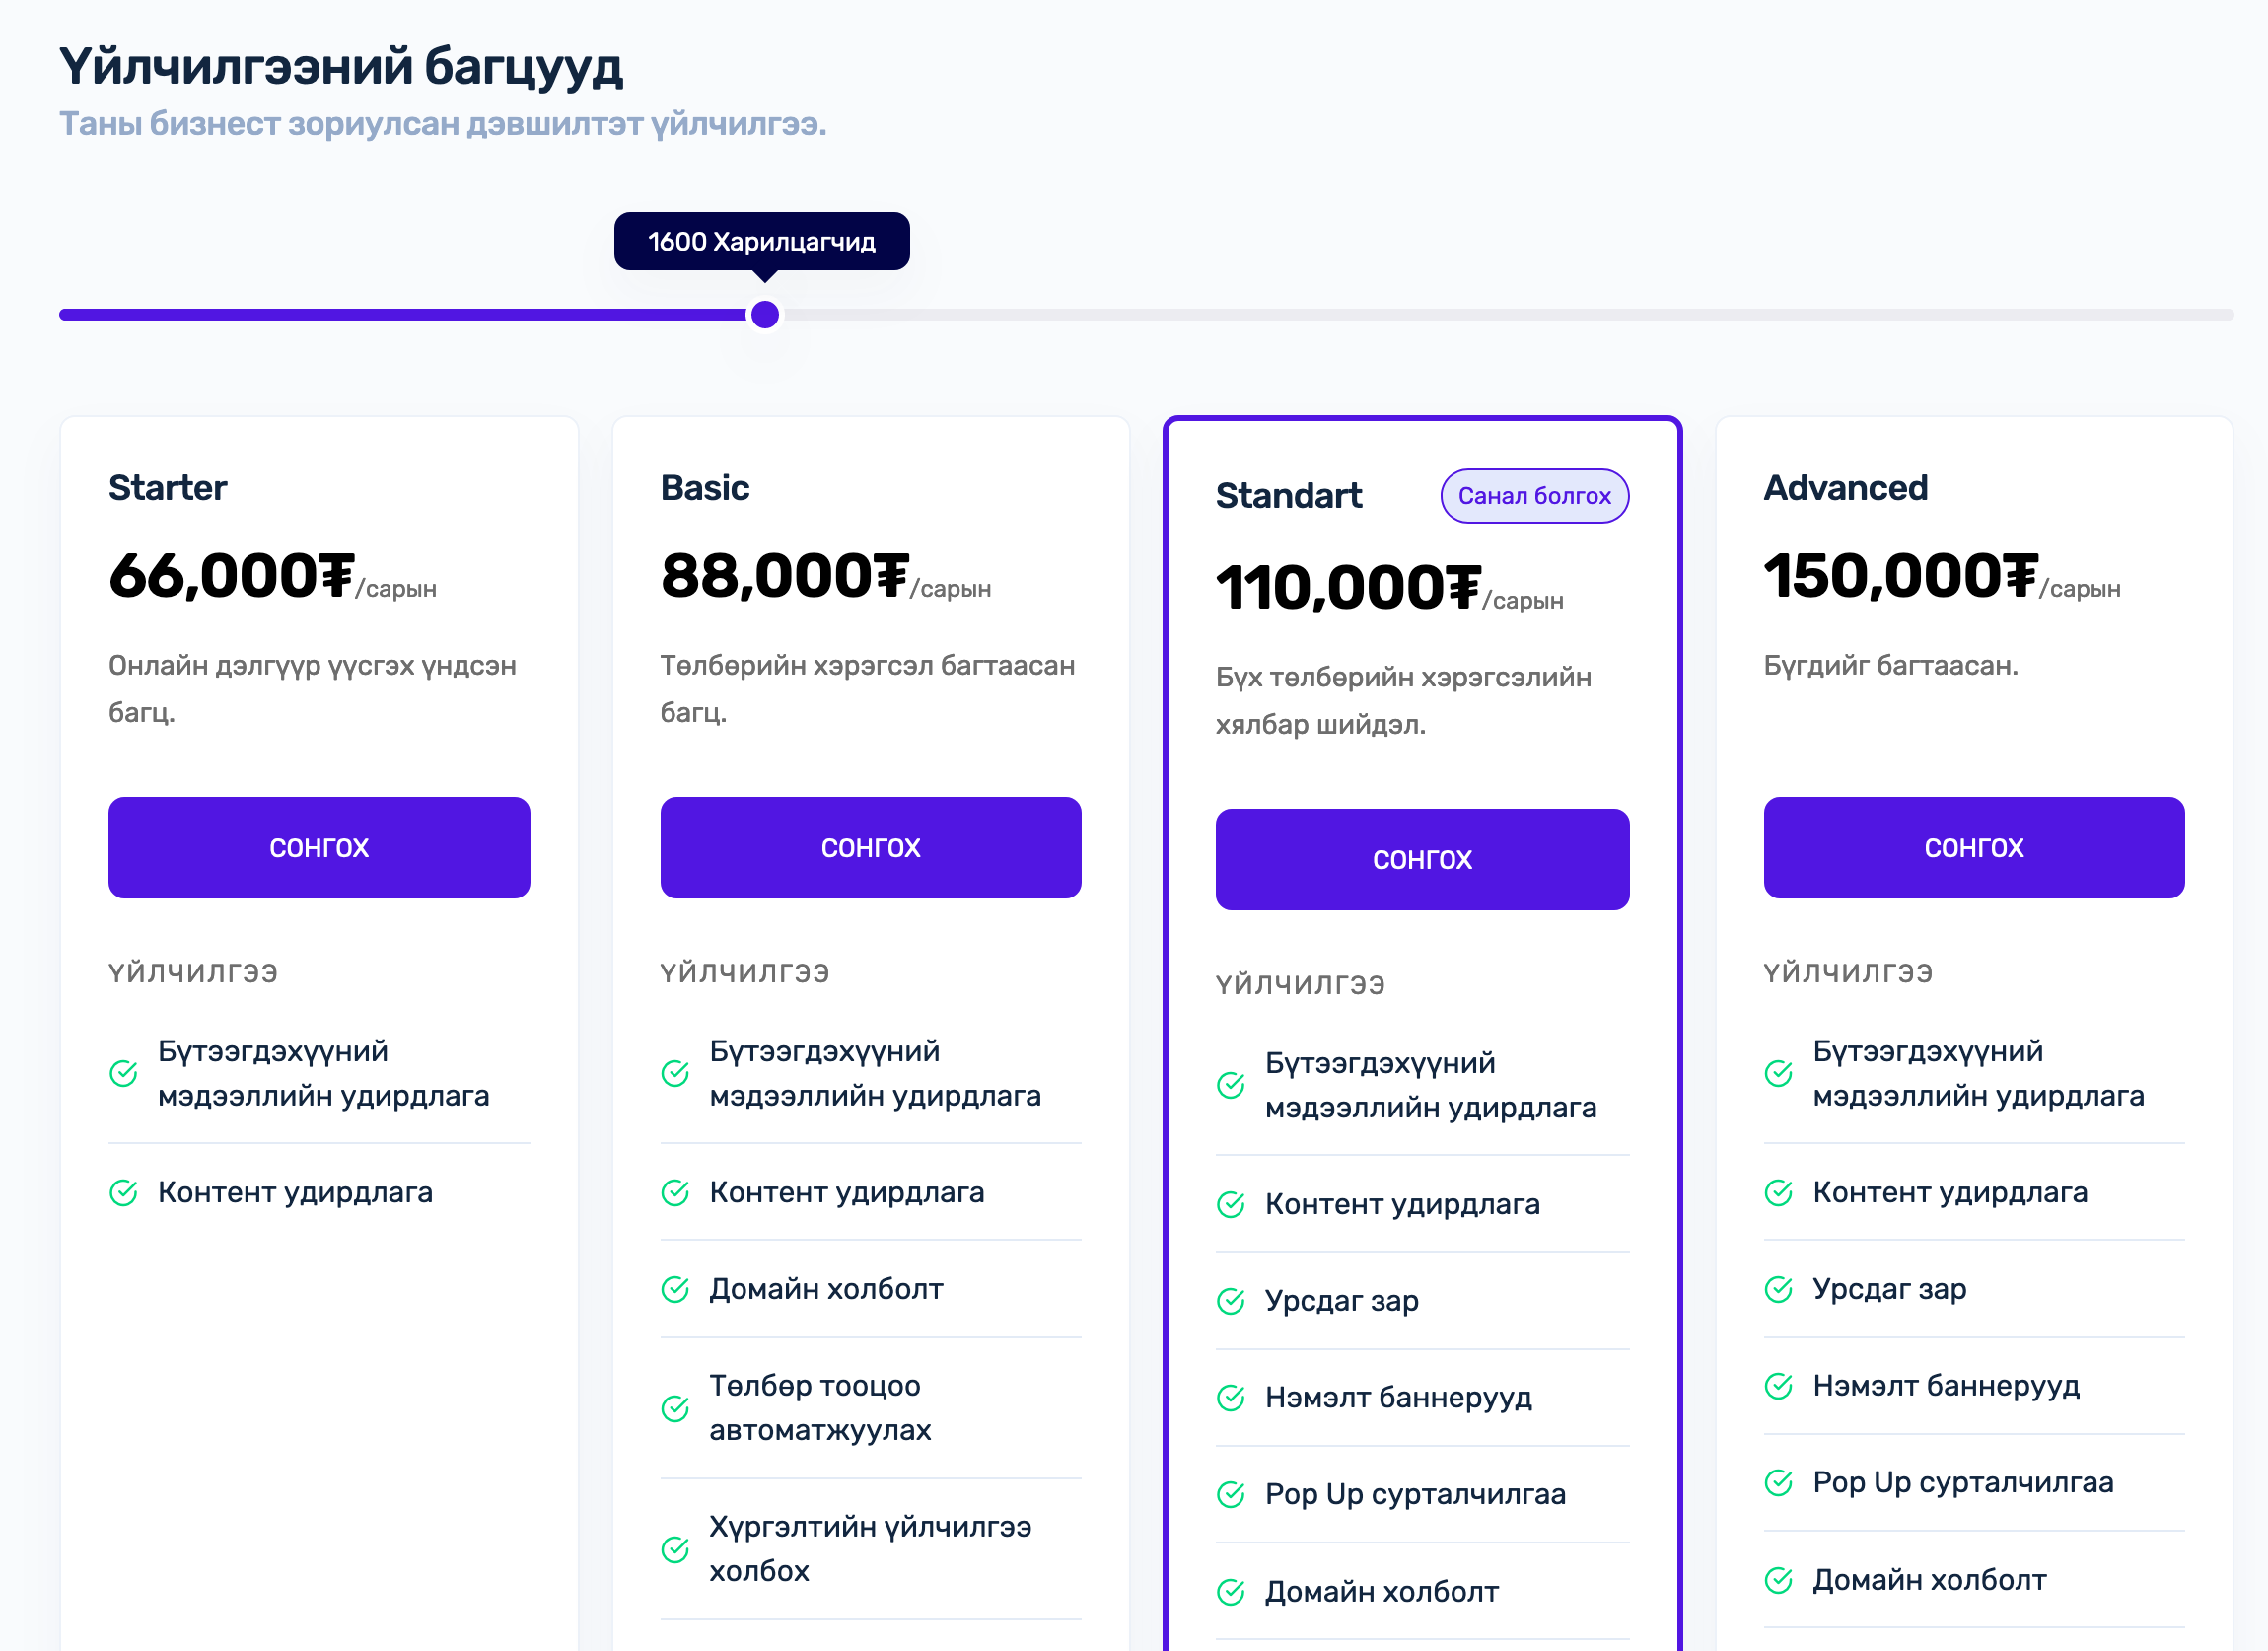 Үйлчилгээний багцууд
Таны бизнест зориулсан дэвшилтэт үйлчилгээ.
1600 Харилцагчид
Starter
66,000₮/сарын
Онлайн дэлгүүр үүсгэх үндсэн
багц.
СОНГОХ
ҮЙЛЧИЛГЭЭ
Бүтээгдэхүүний
мэдээллийн удирдлага
Контент удирдлага
Basic
88,000₮/сарын
Төлбөрийн хэрэгсэл багтаасан
багц.
СОНГОХ
ҮЙЛЧИЛГЭЭ
Бүтээгдэхүүний
мэдээллийн удирдлага
Контент удирдлага
Домайн холболт
Төлбөр тооцоо
автоматжуулах
Хүргэлтийн үйлчилгээ
холбох
Standart
Санал болгох
110,000₮/сарын
Бүх төлбөрийн хэрэгсэлийн
хялбар шийдэл.
СОНГОХ
ҮЙЛЧИЛГЭЭ
Бүтээгдэхүүний
мэдээллийн удирдлага
Контент удирдлага
Урсдаг зар
Нэмэлт баннерууд
Pop Up сурталчилгаа
Домайн холболт
Advanced
150,000₮/сарын
Бүгдийг багтаасан.
СОНГОХ
ҮЙЛЧИЛГЭЭ
Бүтээгдэхүүний
мэдээллийн удирдлага
Контент удирдлага
Урсдаг зар
Нэмэлт баннерууд
Pop Up сурталчилгаа
Домайн холболт